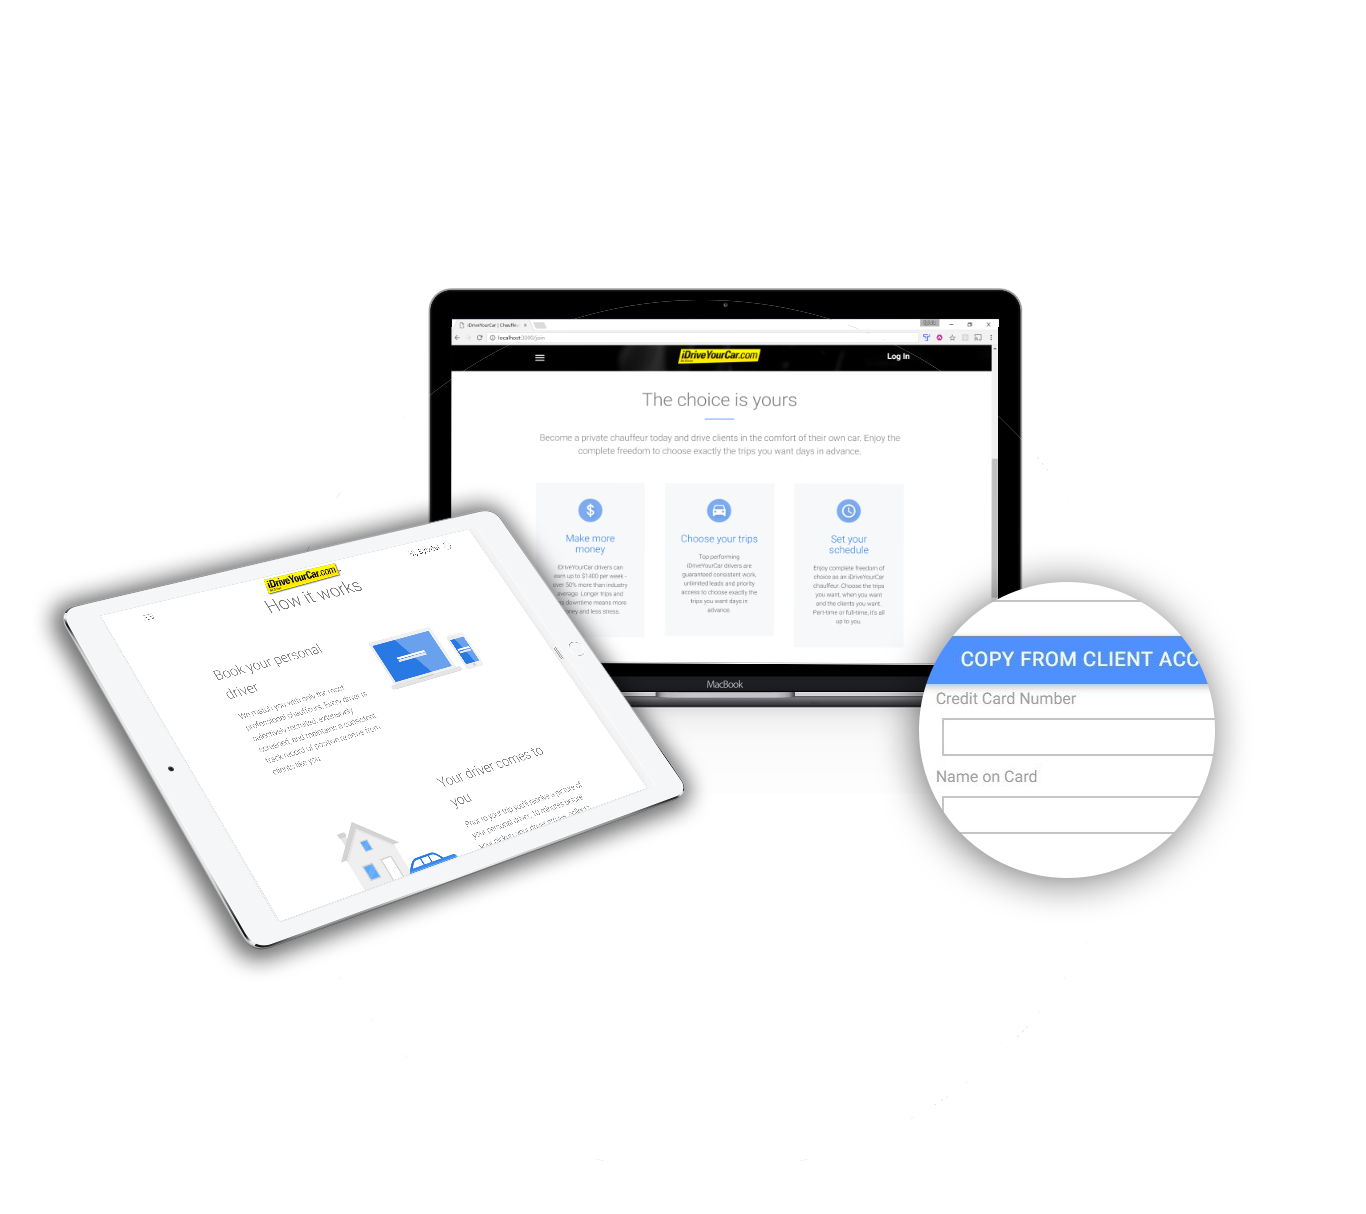 iDriveYourCar | Chauffeu
localhost:3000/join
iDriveYourCar.com
Log In
The choice is yours
Become a private chauffeur today and drive clients in the comfort of their own car. Enjoy the
complete freedom to choose exactly the trips you want days in advance.
$
Make more
money
iDriveYourCar drivers can
earn up to $1400 per week -
over 50% more than industry
average. Longer trips and
downtime means more
money and less stress.
Choose your trips
Top performing
iDriveYourCar drivers are
guaranteed consistent work,
unlimited leads and priority
access to choose exactly the
trips you want days in
advance.
Set your
schedule
Enjoy complete freedom of
choice as an iDriveYourCar
chauffeur. Choose the trips
you want, when you want
and the clients you want.
Part-time or full-time, it's all
up to you.
MacBook
iDriveYourCar.com
How it works
Book your personal
driver
We match you with only the most
professional chauffeurs. Every driver is
selectively recruited, extensively
screened, and maintains a consistent
track record of positive reviews from
clients like you.
Your driver comes to
you
Prior to your trip you'll receive a picture of
your personal driver. 10 minutes before
COPY FROM CLIENT ACC
Credit Card Number
Name on Card